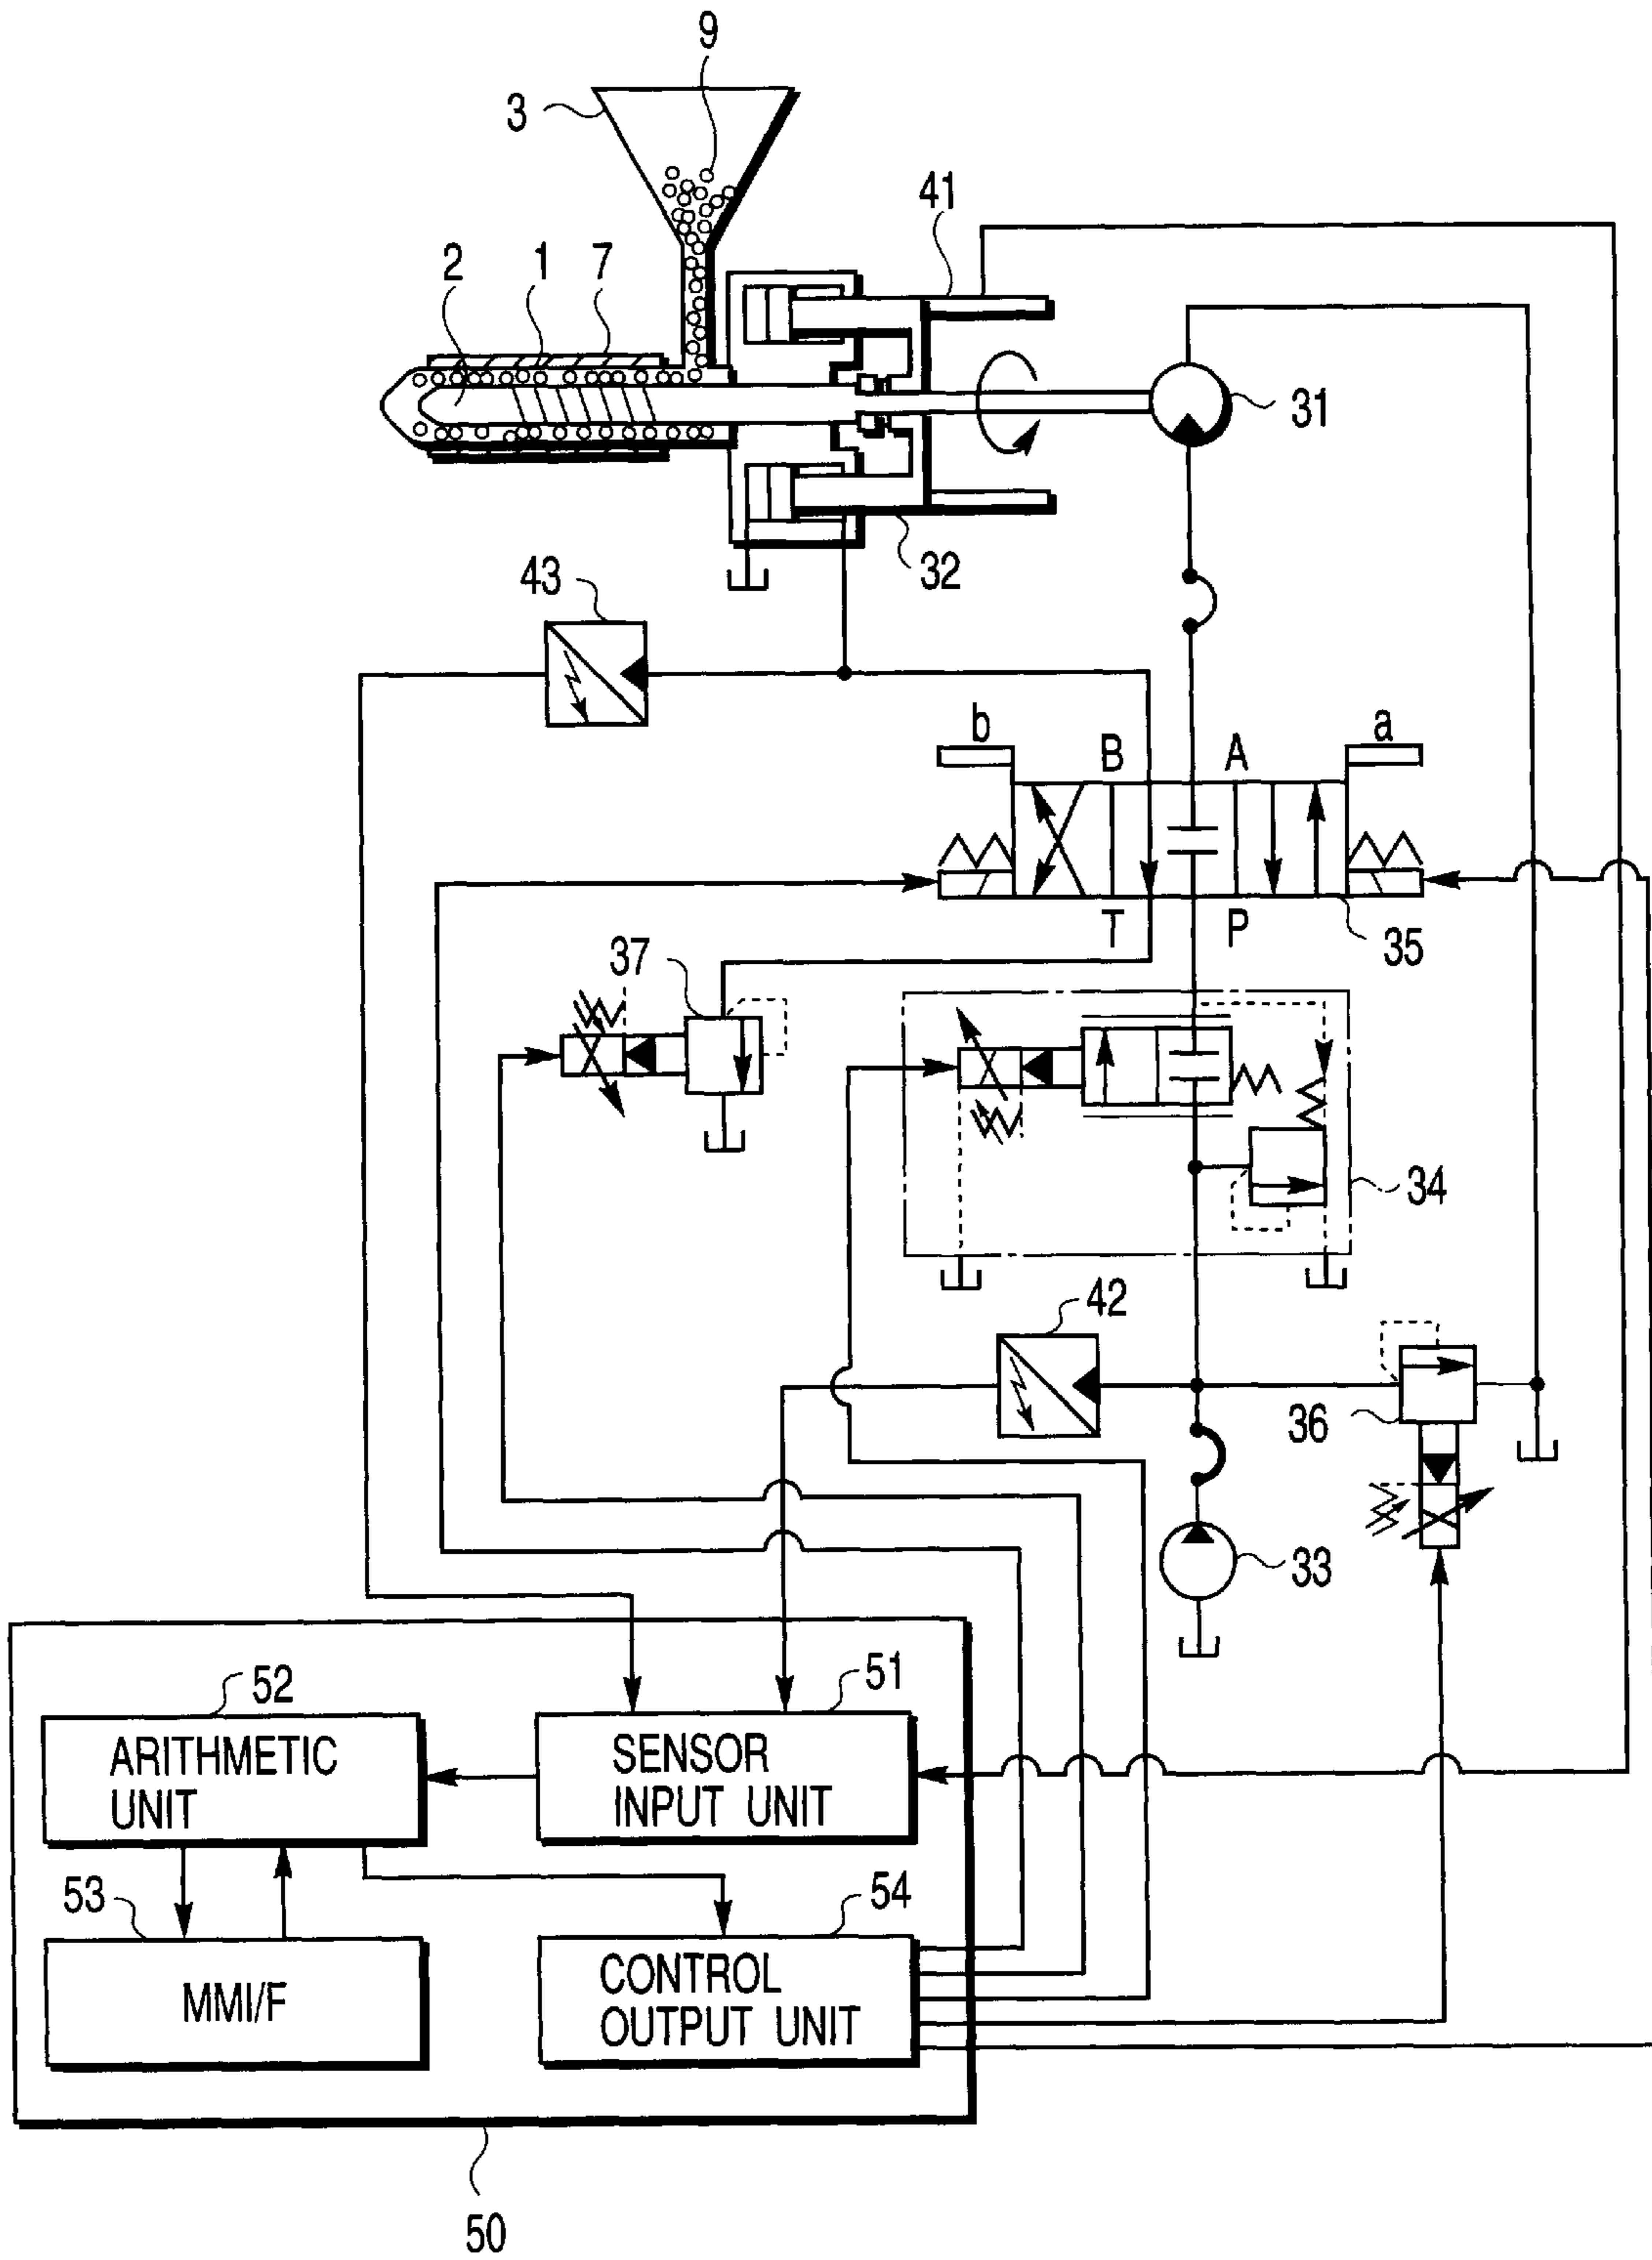 9
3
41
2 1 7
31
32
43
b B A a
T P
35
37
34
42
36
33
52 51
ARITHMETIC
UNIT
SENSOR
INPUT UNIT
53 54
MMI/F
CONTROL
OUTPUT UNIT
50